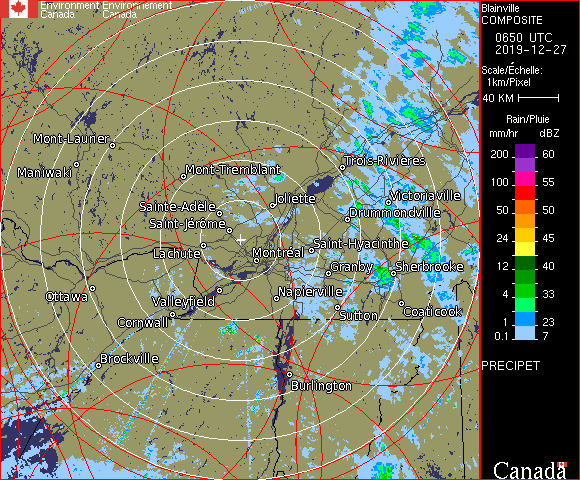 Environment Environnement
Canada Canada
Blainville
COMPOSITE
0650 UTC
2019-12-27
Scale/Échelle:
1km/Pixel
40 KM
Rain/Pluie
mm/hr dBZ
200 60
150 57
100 55
50 50
24 45
12 40
4 33
1 23
0.1 7
PRECIPET
Canada
Mont-Laurier
Maniwaki
Mont-Tremblant
Trois-Rivières
Sainte-Adèle
Joliette
Victoriaville
Drummondville
Saint-Jérôme
Lachute
Montréal
Saint-Hyacinthe
Granby
Sherbrooke
Ottawa
Valleyfield
Napierville
Cornwall
Sutton
Coaticook
Brockville
Burlington